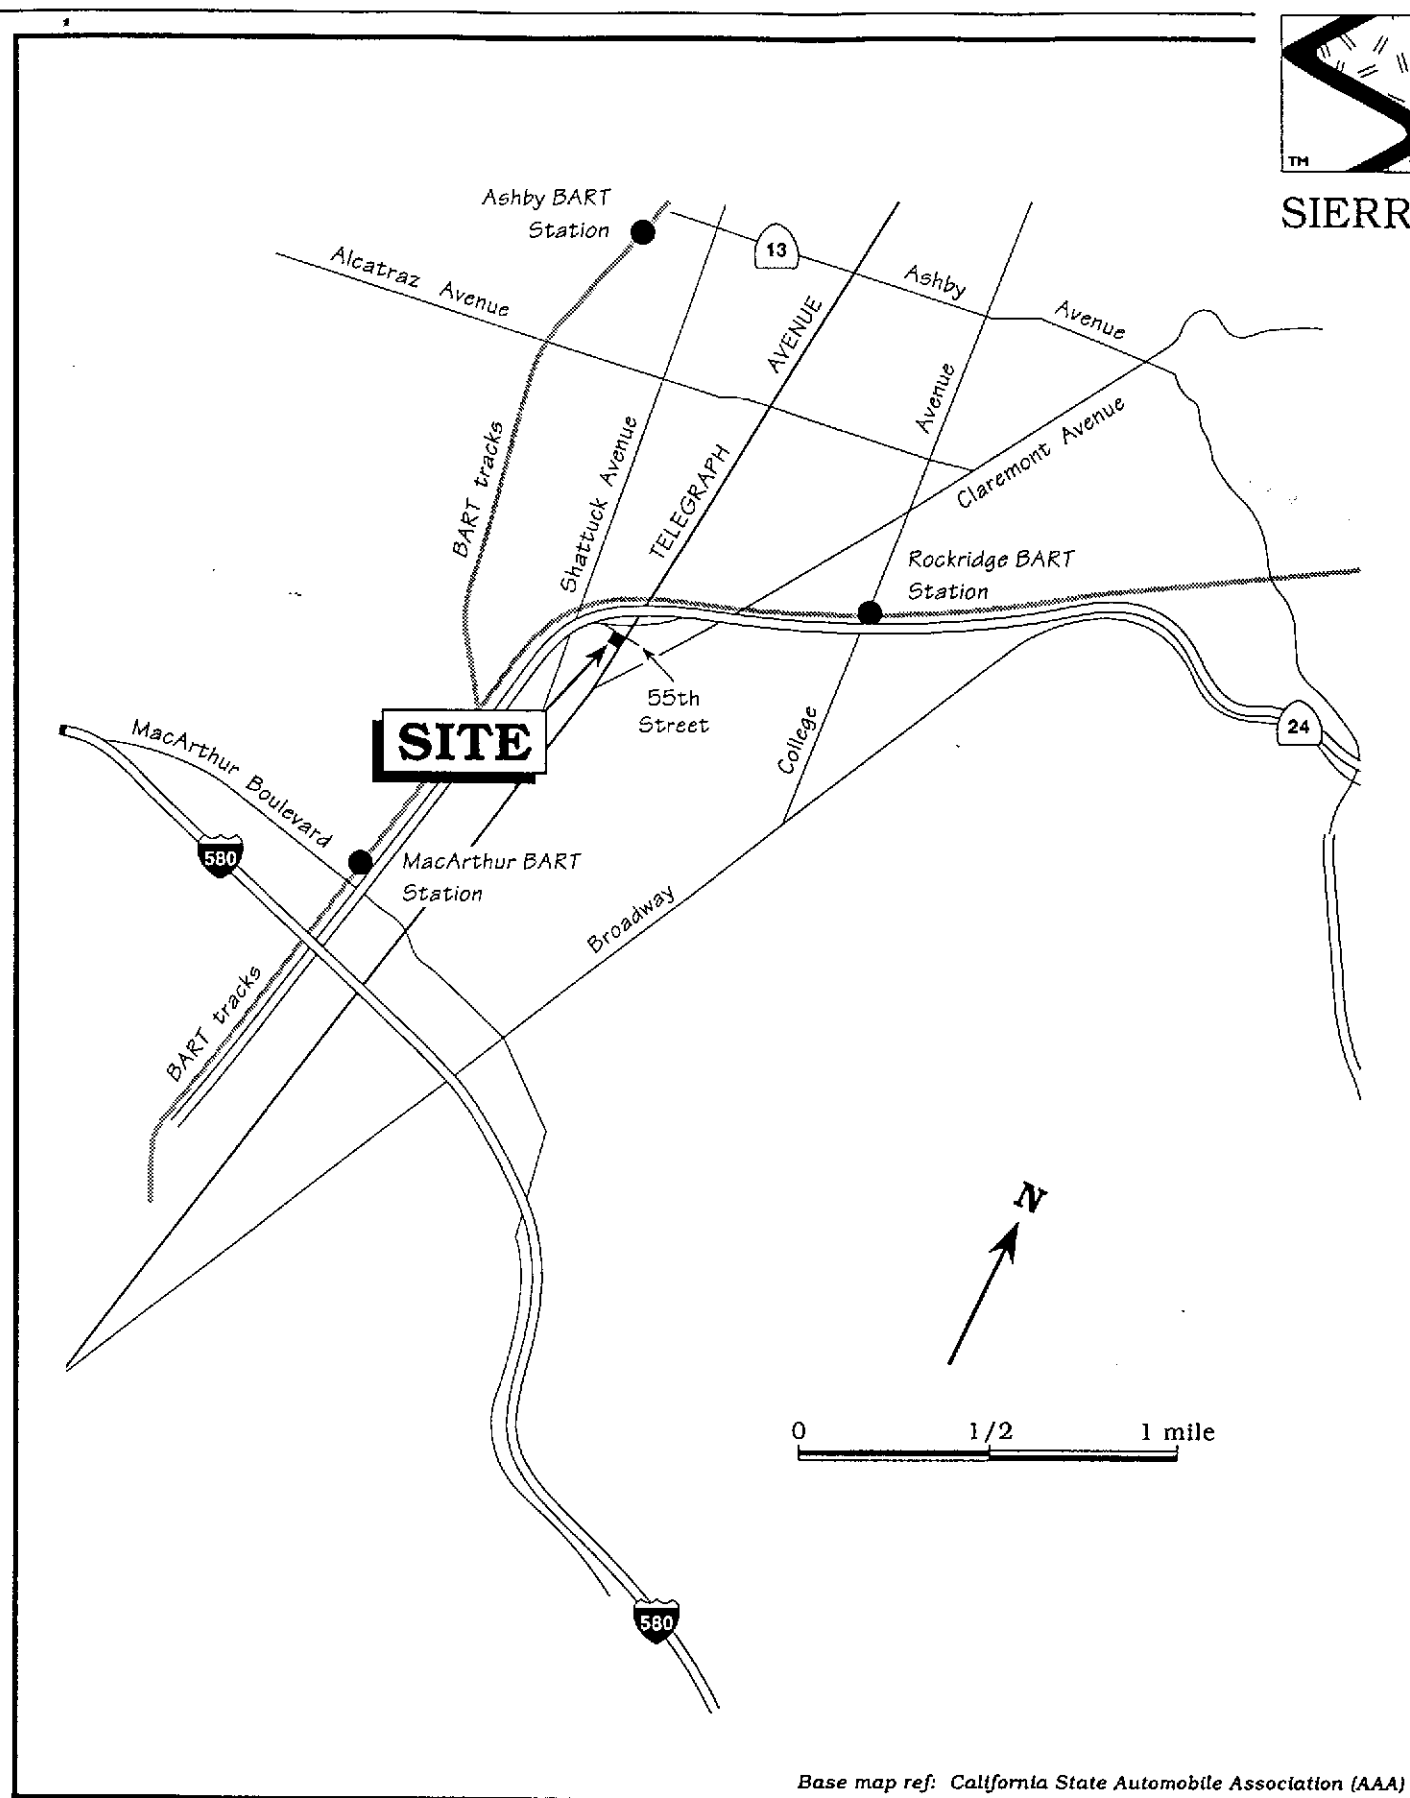 TM
SIERR
Ashby BART
Station
13
Alcatraz Avenue
Ashby Avenue
TELEGRAPH AVENUE
Avenue
BART tracks
Shattuck Avenue
Claremont Avenue
Rockridge BART
Station
55th
Street
SITE
MacArthur Boulevard
College
24
580
MacArthur BART
Station
Broadway
BART tracks
N
0 1/2 1 mile
580
Base map ref: California State Automobile Association (AAA)